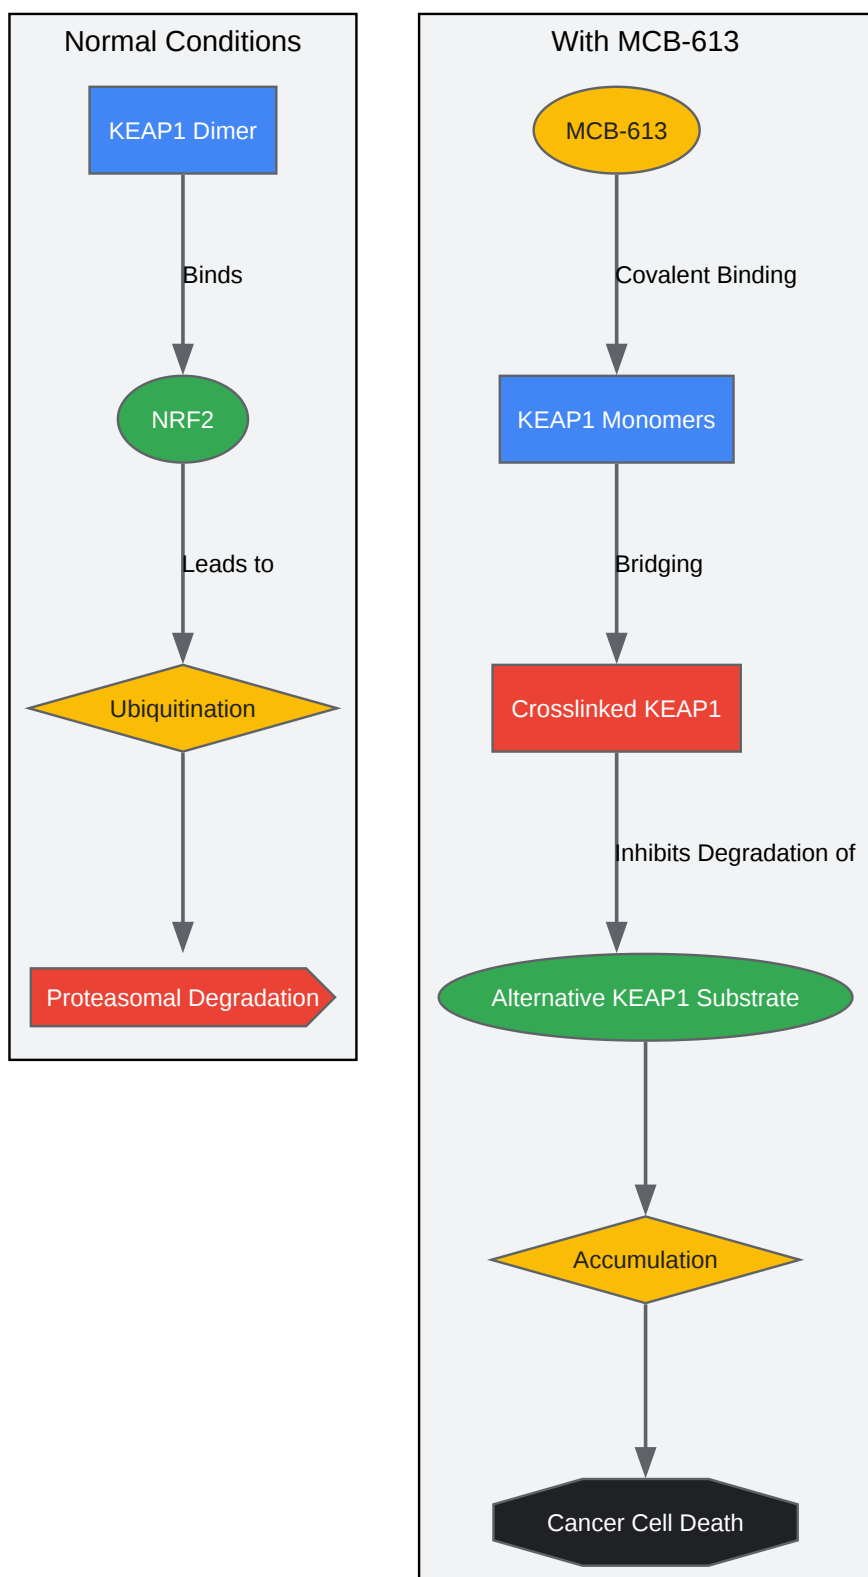 Normal Conditions
KEAP1 Dimer
Binds
NRF2
Leads to
Ubiquitination
Proteasomal Degradation
With MCB-613
MCB-613
Covalent Binding
KEAP1 Monomers
Bridging
Crosslinked KEAP1
Inhibits Degradation of
Alternative KEAP1 Substrate
Accumulation
Cancer Cell Death